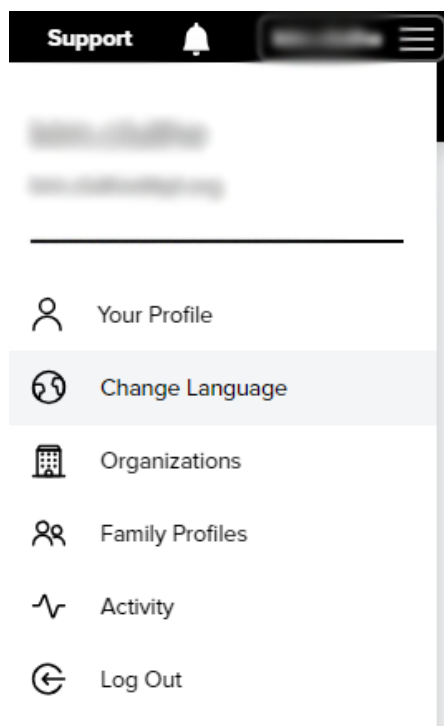 Support
Your Profile
Change Language
Organizations
Family Profiles
Activity
Log Out